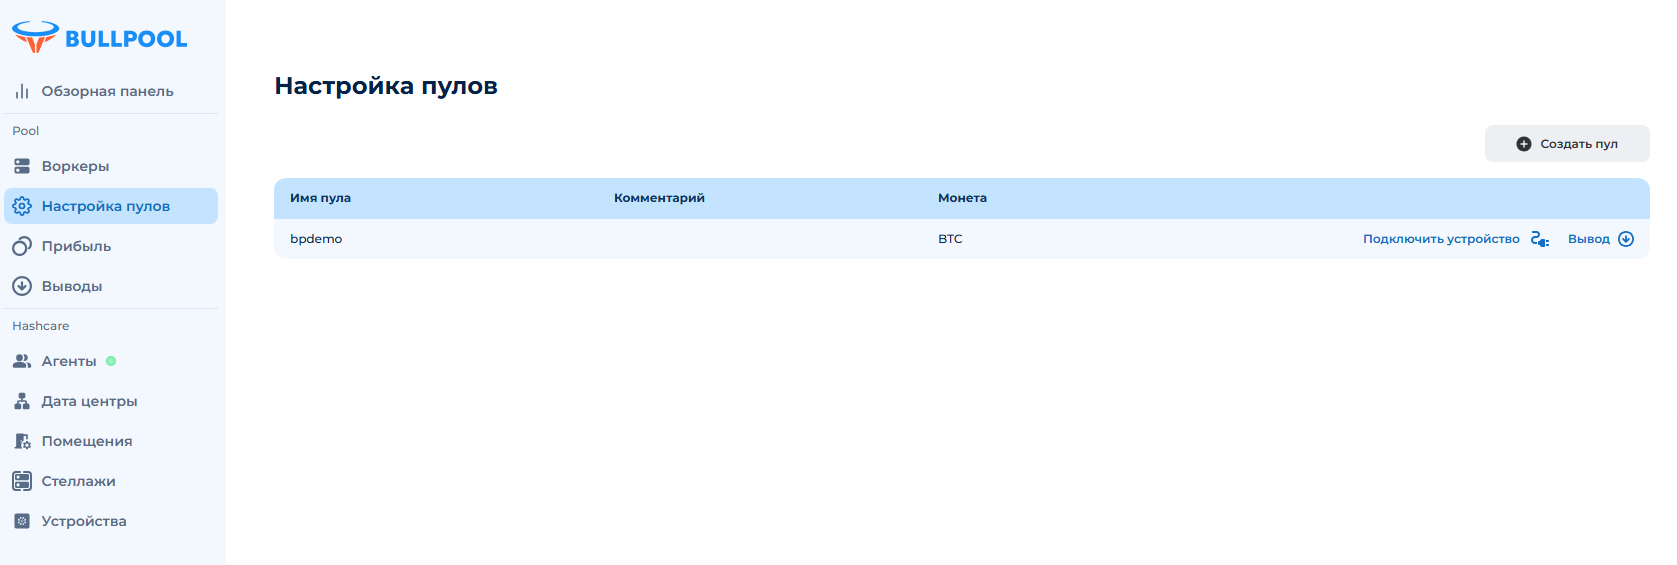 BULLPOOL
Обзорная панель
Pool
Воркеры
Настройка пулов
Прибыль
Выводы
Hashcare
Агенты
Дата центры
Помещения
Стеллажи
Устройства
Настройка пулов
Создать пул
Имя пула Комментарий Монета
bpdemo BTC Подключить устройство Вывод